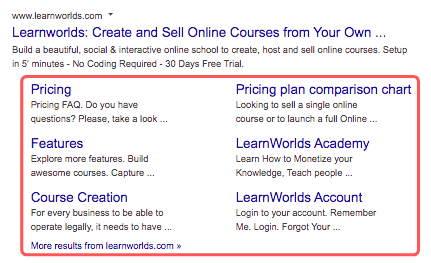 www.learnworlds.com
Learnworlds: Create and Sell Online Courses from Your Own ...
Build a beautiful, social & interactive online school to create, host and sell online courses. Setup
in 5' minutes - No Coding Required - 30 Days Free Trial.
Pricing
Pricing FAQ. Do you have
questions? Please, take a look ...
Pricing plan comparison chart
Looking to sell a single online
course or to launch a full Online ...
Features
Explore more features. Build
awesome courses. Capture ...
LearnWorlds Academy
Learn How to Monetize your
Knowledge, Teach people ...
Course Creation
For every business to be able to
operate legally, it needs to have ...
LearnWorlds Account
Login to your account. Remember
Me. Login. Forgot Your ...
More results from learnworlds.com »